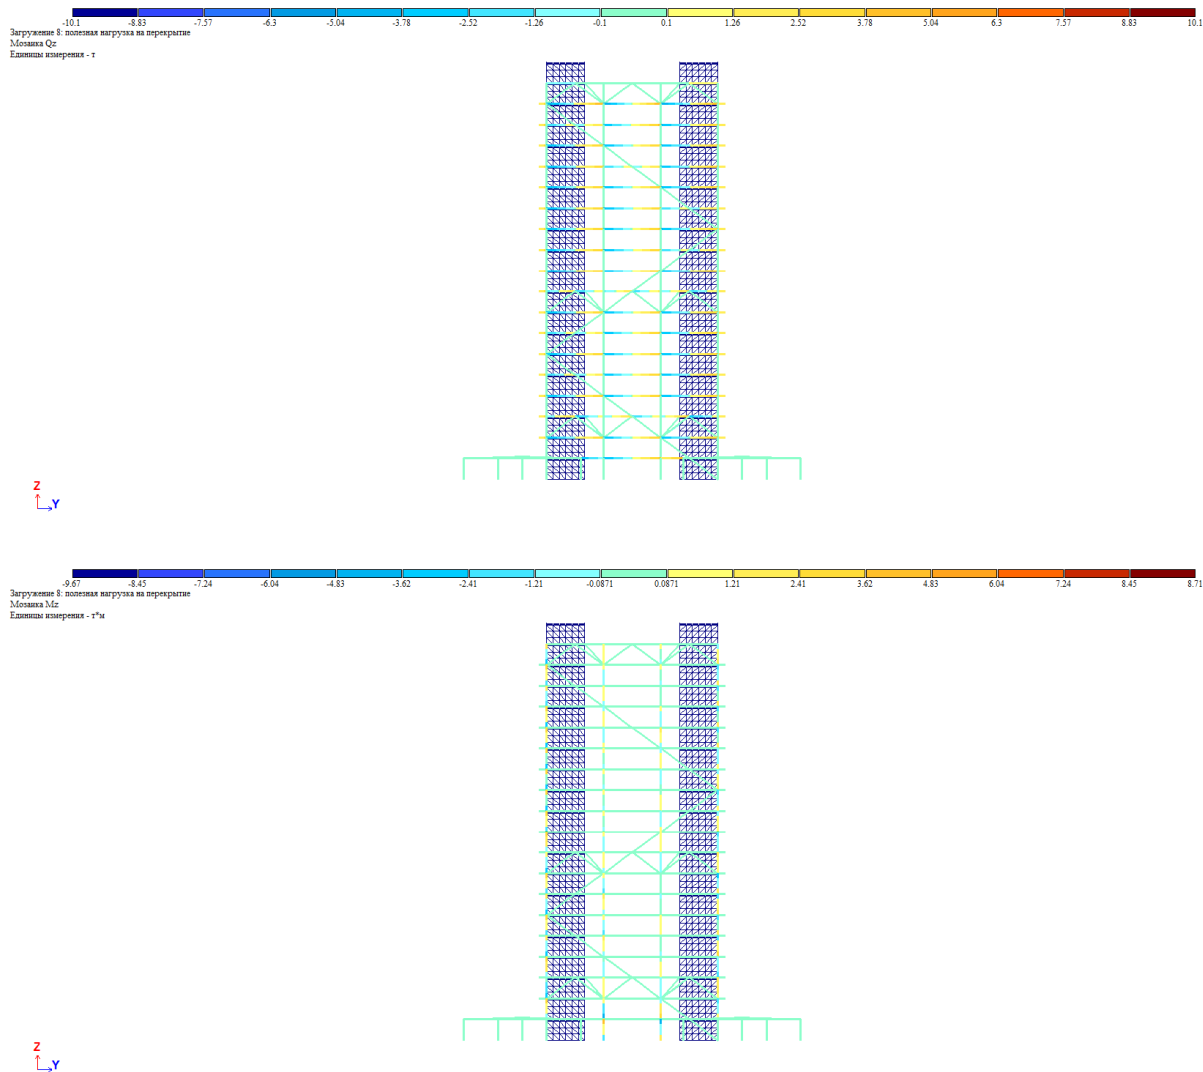 -10.1 -8.83 -7.57 -6.3 -5.04 -3.78 -2.52 -1.26 -0.1 0.1 1.26 2.52 3.78 5.04 6.3 7.57 8.83 10.1
Загружение 8: полезная нагрузка на перекрытие
Мозаика Qz
Единицы измерения - т
Z
Y
-9.67 -8.45 -7.24 -6.04 -4.83 -3.62 -2.41 -1.21 -0.0871 0.0871 1.21 2.41 3.62 4.83 6.04 7.24 8.45 8.71
Загружение 8: полезная нагрузка на перекрытие
Мозаика Mz
Единицы измерения - т*м
Z
Y